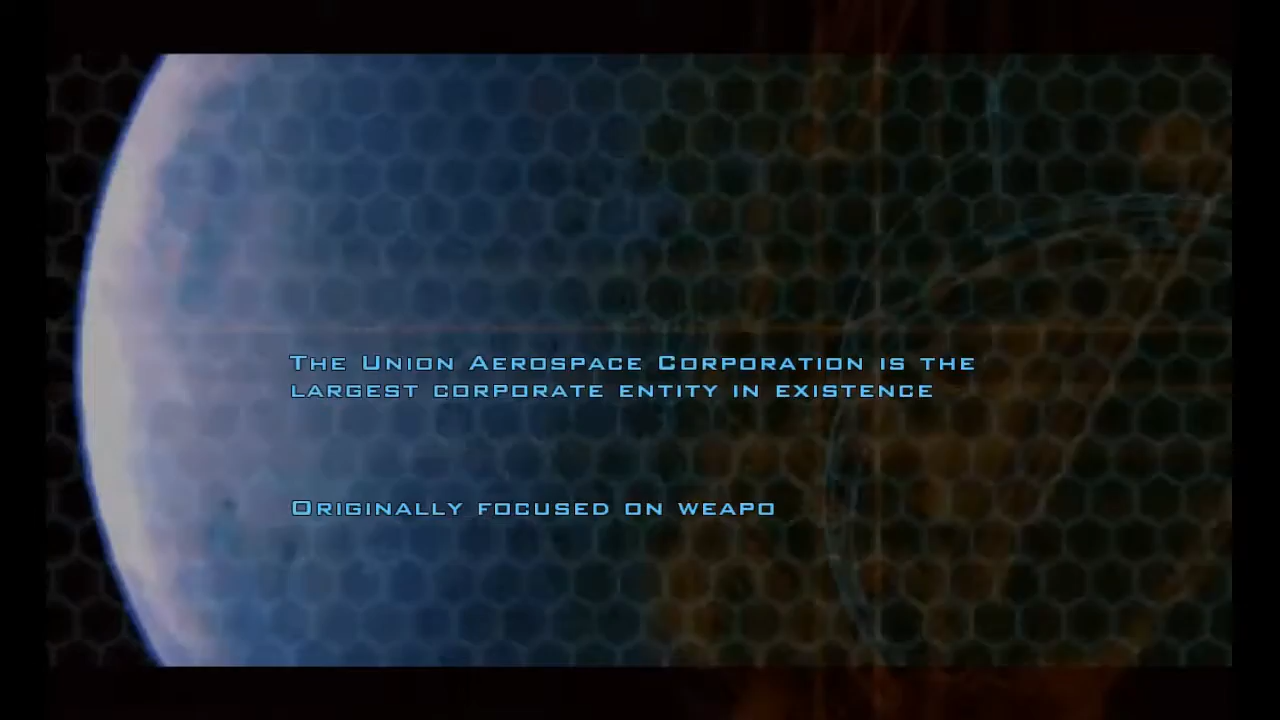 The Union Aerospace Corporation is the
largest corporate entity in existence
Originally focused on weapo